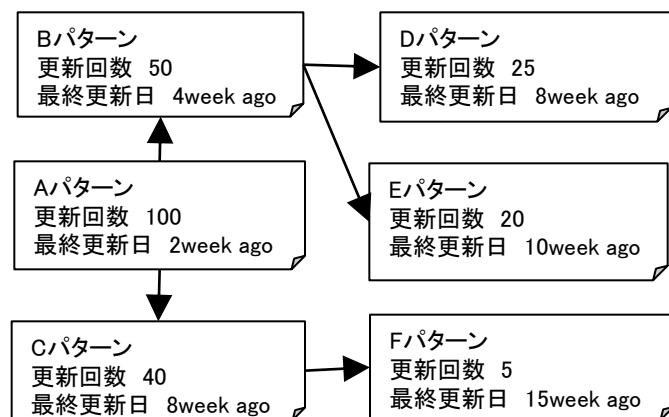 Bパターン
更新回数 50
最終更新日 4week ago
Dパターン
更新回数 25
最終更新日 8week ago
Aパターン
更新回数 100
最終更新日 2week ago
Eパターン
更新回数 20
最終更新日 10week ago
Cパターン
更新回数 40
最終更新日 8week ago
Fパターン
更新回数 5
最終更新日 15week ago